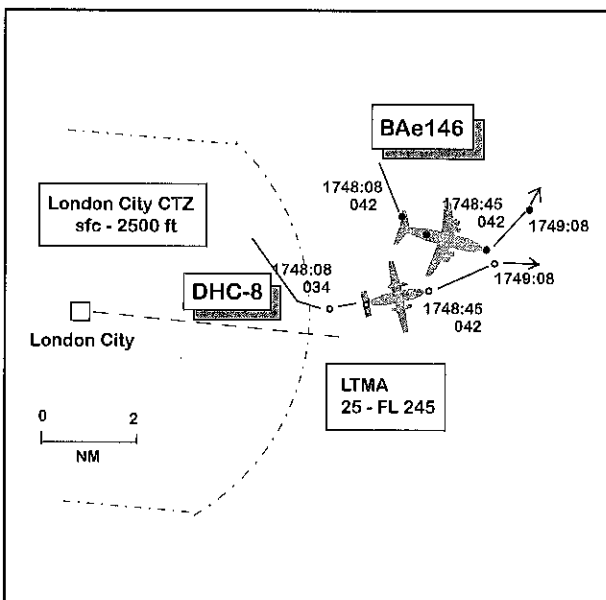 BAe146
1748:08
042
1748:45
042
1749:08
London City CTZ
sfc - 2500 ft
1748:08
034
DHC-8
1749:08
1748:45
042
London City
LTMA
25 - FL 245
0 2
NM